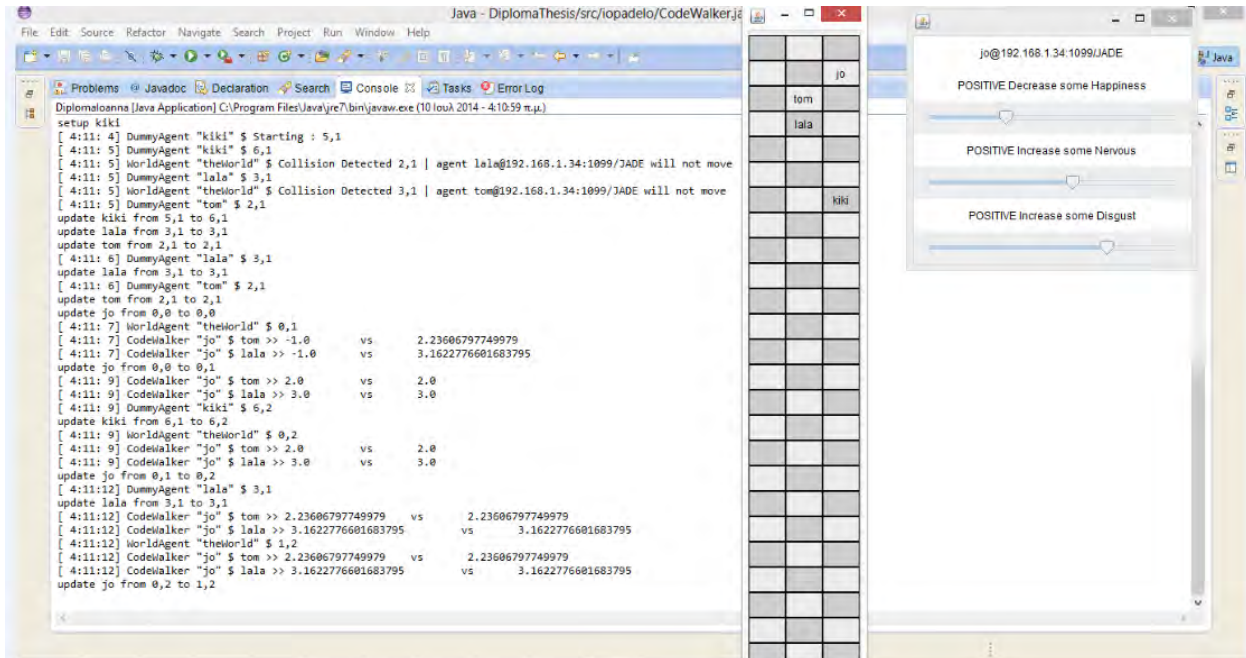 Java - DiplomaThesis/src/iopadelo/CodeWalker.ja
File Edit Source Refactor Navigate Search Project Run Window Help
Java
Problems @ Javadoc Declaration Search Console Tasks Error Log
DiplomaIoanna [Java Application] C:\Program Files\Java\jre7\bin\javaw.exe (10 Ιουλ 2014 - 4:10:59 π.μ.)
setup kiki
[ 4:11: 4] DummyAgent "kiki" $ Starting : 5,1
[ 4:11: 5] DummyAgent "kiki" $ 6,1
[ 4:11: 5] WorldAgent "theWorld" $ Collision Detected 2,1 | agent lala@192.168.1.34:1099/JADE will not move
[ 4:11: 5] DummyAgent "lala" $ 3,1
[ 4:11: 5] WorldAgent "theWorld" $ Collision Detected 3,1 | agent tom@192.168.1.34:1099/JADE will not move
[ 4:11: 5] DummyAgent "tom" $ 2,1
update kiki from 5,1 to 6,1
update lala from 3,1 to 3,1
update tom from 2,1 to 2,1
[ 4:11: 6] DummyAgent "lala" $ 3,1
update lala from 3,1 to 3,1
[ 4:11: 6] DummyAgent "tom" $ 2,1
update tom from 2,1 to 2,1
update jo from 0,0 to 0,0
[ 4:11: 7] WorldAgent "theWorld" $ 0,1
[ 4:11: 7] CodeWalker "jo" $ tom >> -1.0 vs 2.23606797749979
[ 4:11: 7] CodeWalker "jo" $ lala >> -1.0 vs 3.1622776601683795
update jo from 0,0 to 0,1
[ 4:11: 9] CodeWalker "jo" $ tom >> 2.0 vs 2.0
[ 4:11: 9] CodeWalker "jo" $ lala >> 3.0 vs 3.0
[ 4:11: 9] DummyAgent "kiki" $ 6,2
update kiki from 6,1 to 6,2
[ 4:11: 9] WorldAgent "theWorld" $ 0,2
[ 4:11: 9] CodeWalker "jo" $ tom >> 2.0 vs 2.0
[ 4:11: 9] CodeWalker "jo" $ lala >> 3.0 vs 3.0
update jo from 0,1 to 0,2
[ 4:11:12] DummyAgent "lala" $ 3,1
update lala from 3,1 to 3,1
[ 4:11:12] CodeWalker "jo" $ tom >> 2.23606797749979 vs 2.23606797749979
[ 4:11:12] CodeWalker "jo" $ lala >> 3.1622776601683795 vs 3.1622776601683795
[ 4:11:12] WorldAgent "theWorld" $ 1,2
[ 4:11:12] CodeWalker "jo" $ tom >> 2.23606797749979 vs 2.23606797749979
[ 4:11:12] CodeWalker "jo" $ lala >> 3.1622776601683795 vs 3.1622776601683795
update jo from 0,2 to 1,2
jo
tom
lala
kiki
jo@192.168.1.34:1099/JADE
POSITIVE Decrease some Happiness
POSITIVE Increase some Nervous
POSITIVE Increase some Disgust